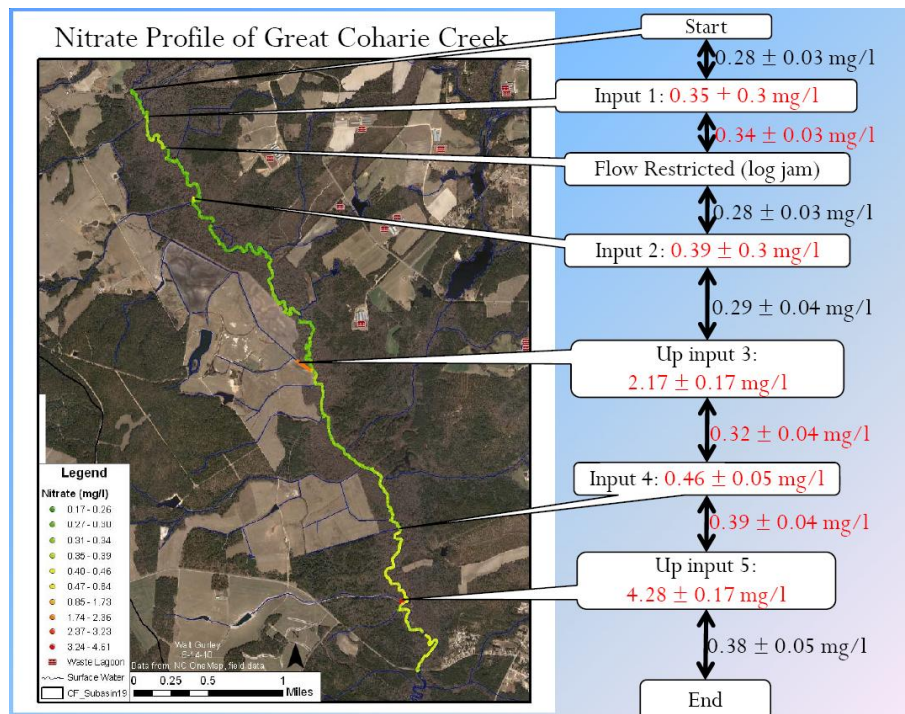 Nitrate Profile of Great Coharie Creek
Start
0.28 ± 0.03 mg/l
Input 1: 0.35 + 0.3 mg/l
0.34 ± 0.03 mg/l
Flow Restricted (log jam)
0.28 ± 0.03 mg/l
Input 2: 0.39 ± 0.3 mg/l
0.29 ± 0.04 mg/l
Up input 3:
2.17 ± 0.17 mg/l
0.32 ± 0.04 mg/l
Input 4: 0.46 ± 0.05 mg/l
0.39 ± 0.04 mg/l
Up input 5:
4.28 ± 0.17 mg/l
0.38 ± 0.05 mg/l
End
Legend
Nitrate (mg/l)
0.17 - 0.26
0.27 - 0.30
0.31 - 0.34
0.35 - 0.39
0.40 - 0.46
0.47 - 0.84
0.85 - 1.73
1.74 - 2.36
2.37 - 3.23
3.24 - 4.61
Waste Lagoon
Surface Water
CF_Subasin19
Walt Gurley
5-14-10
Data from NC OneMap, field data
0 0.25 0.5 1
Miles